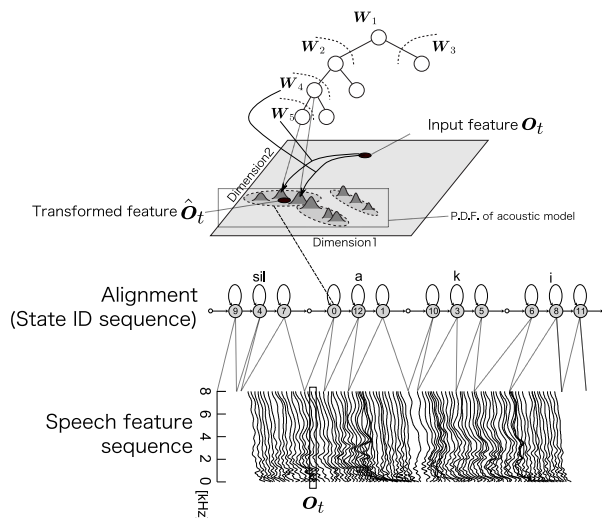 W1
W2
W3
W4
W5
Input feature Ot
Dimension2
Transformed feature Ôt
P.D.F. of acoustic model
Dimension1
sil a k i
Alignment
(State ID sequence)
9 4 7 0 12 1 10 3 5 6 8 11
Speech feature
sequence
8
6
4
2
0
[kHz
Ot